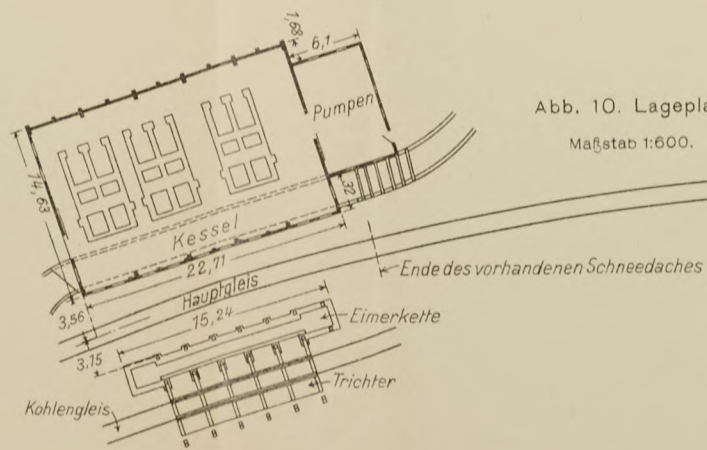 1,68
6,1
Pumpen
Abb. 10. Lagepla
Maßstab 1:600.
14,63
32
Kessel
22,71
Ende des vorhandenen Schneedaches
Hauptgleis
3,56
15,24
Eimerkette
3,15
Trichter
Kohlengleis
B B B B B B